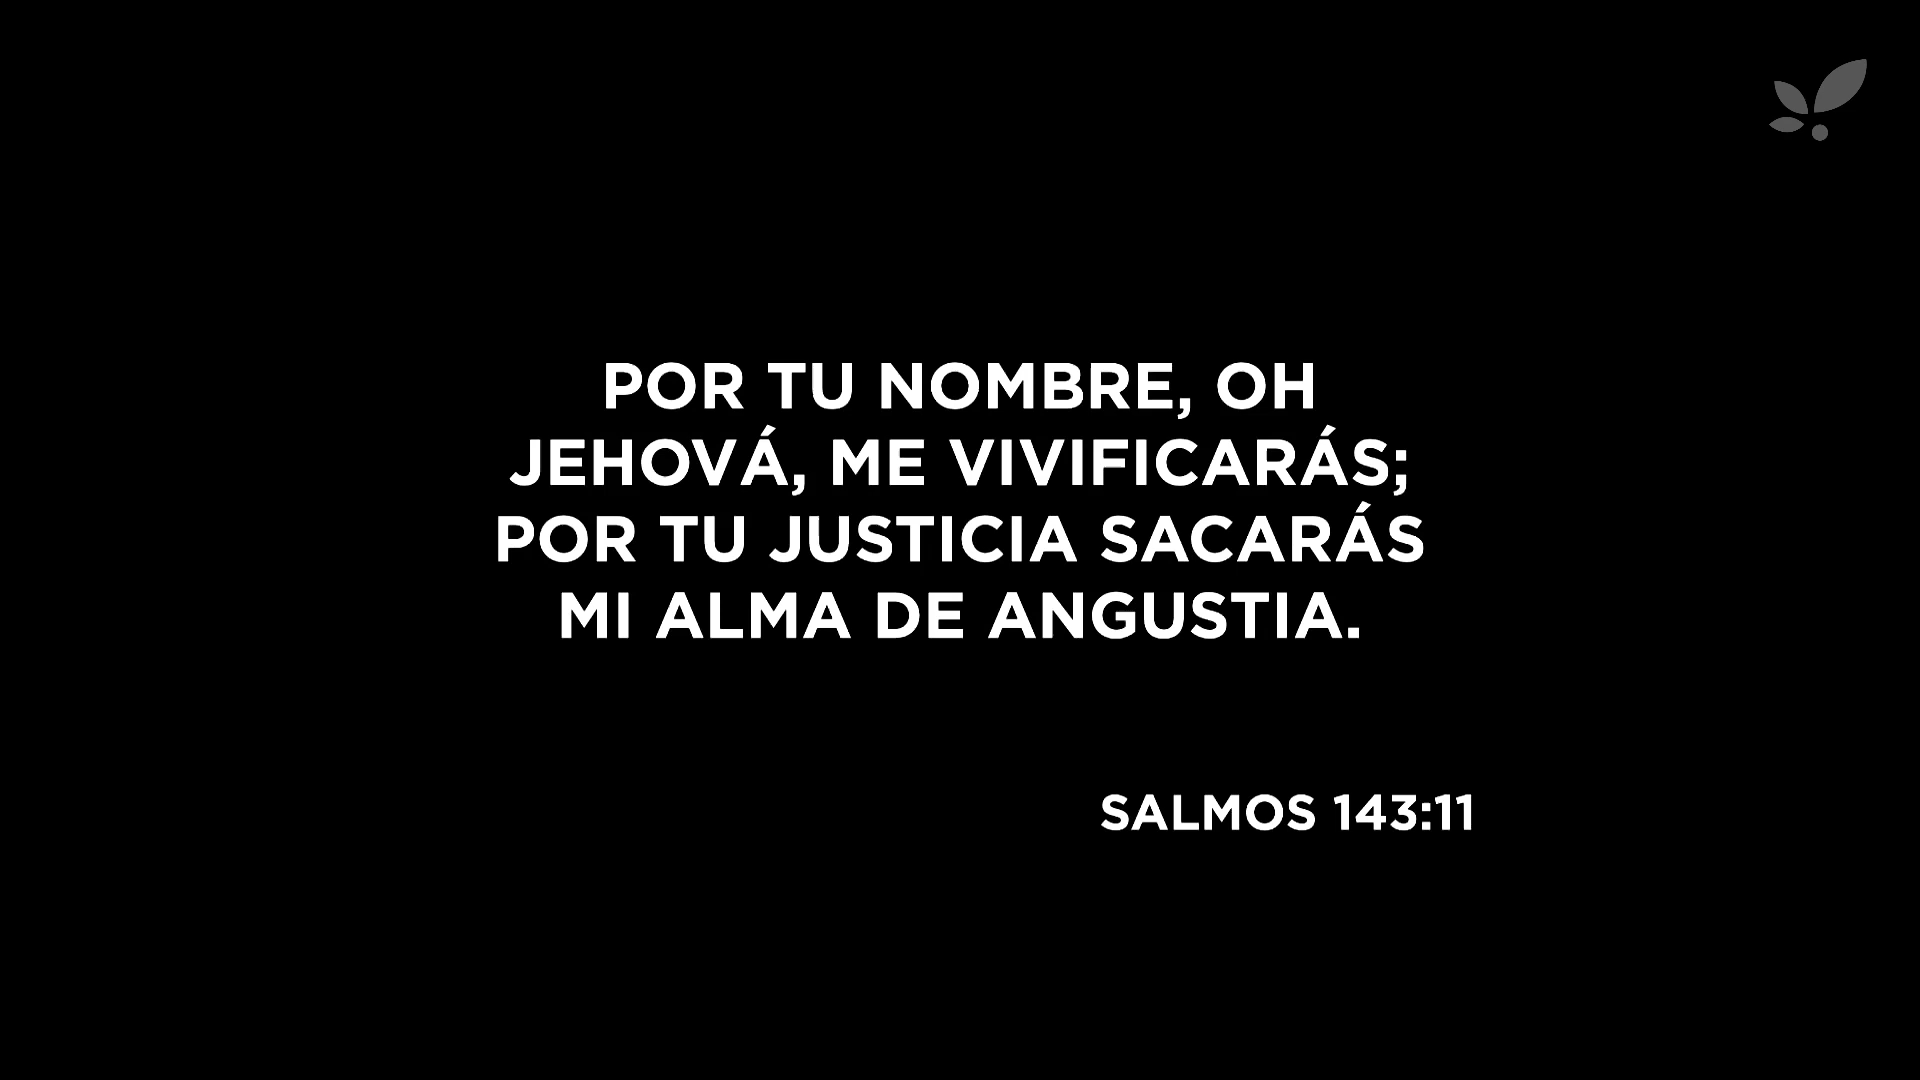 POR TU NOMBRE, OH
JEHOVÁ, ME VIVIFICARÁS;
POR TU JUSTICIA SACARÁS
MI ALMA DE ANGUSTIA.
SALMOS 143:11